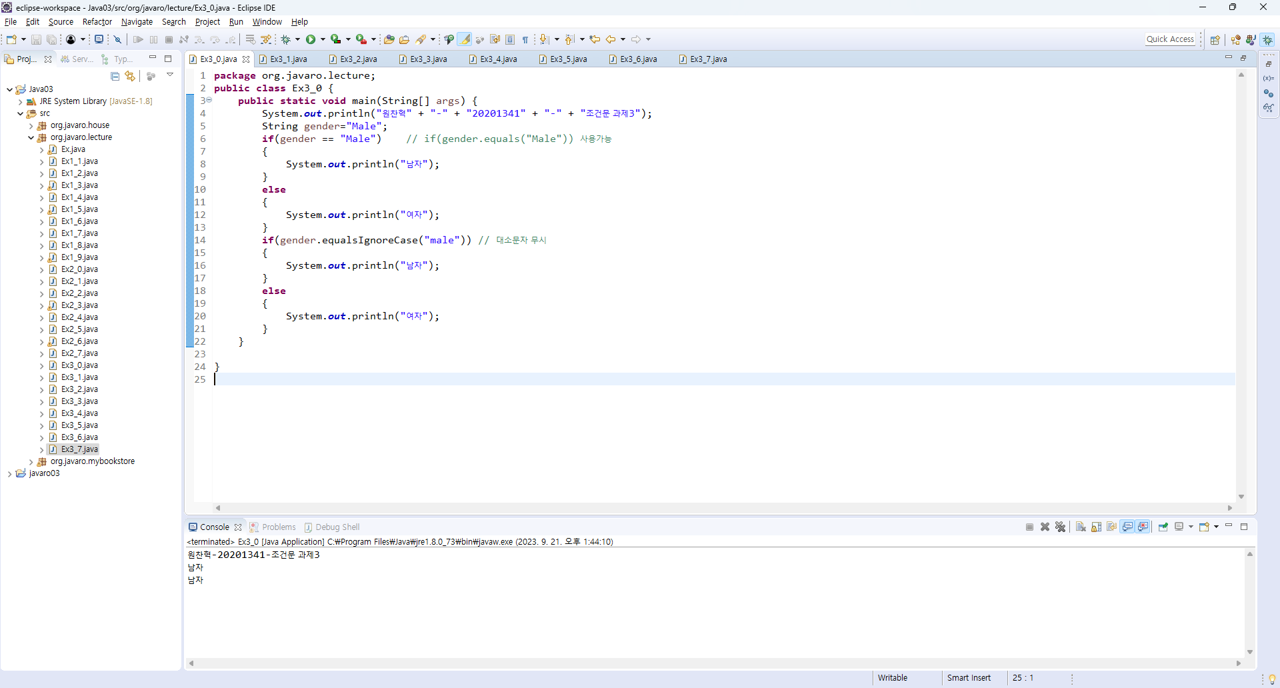 eclipse-workspace - Java03/src/org/javaro/lecture/Ex3_0.java - Eclipse IDE
File Edit Source Refactor Navigate Search Project Run Window Help
Quick Access
Proj... Serv... Typ...
Java03
JRE System Library [JavaSE-1.8]
src
org.javaro.house
org.javaro.lecture
Ex.java
Ex1_1.java
Ex1_2.java
Ex1_3.java
Ex1_4.java
Ex1_5.java
Ex1_6.java
Ex1_7.java
Ex1_8.java
Ex1_9.java
Ex2_0.java
Ex2_1.java
Ex2_2.java
Ex2_3.java
Ex2_4.java
Ex2_5.java
Ex2_6.java
Ex2_7.java
Ex3_0.java
Ex3_1.java
Ex3_2.java
Ex3_3.java
Ex3_4.java
Ex3_5.java
Ex3_6.java
Ex3_7.java
org.javaro.mybookstore
javaro03
Ex3_0.java Ex3_1.java Ex3_2.java Ex3_3.java Ex3_4.java Ex3_5.java Ex3_6.java Ex3_7.java
1 package org.javaro.lecture;
2 public class Ex3_0 {
3 public static void main(String[] args) {
4 System.out.println("원찬혁" + "-" + "20201341" + "-" + "조건문 과제3");
5 String gender="Male";
6 if(gender == "Male") // if(gender.equals("Male")) 사용가능
7 {
8 System.out.println("남자");
9 }
10 else
11 {
12 System.out.println("여자");
13 }
14 if(gender.equalsIgnoreCase("male")) // 대소문자 무시
15 {
16 System.out.println("남자");
17 }
18 else
19 {
20 System.out.println("여자");
21 }
22 }
23
24 }
25
Console Problems Debug Shell
<terminated> Ex3_0 [Java Application] C:₩Program Files₩Java₩jre1.8.0_73₩bin₩javaw.exe (2023. 9. 21. 오후 1:44:10)
원찬혁-20201341-조건문 과제3
남자
남자
Writable Smart Insert 25 : 1